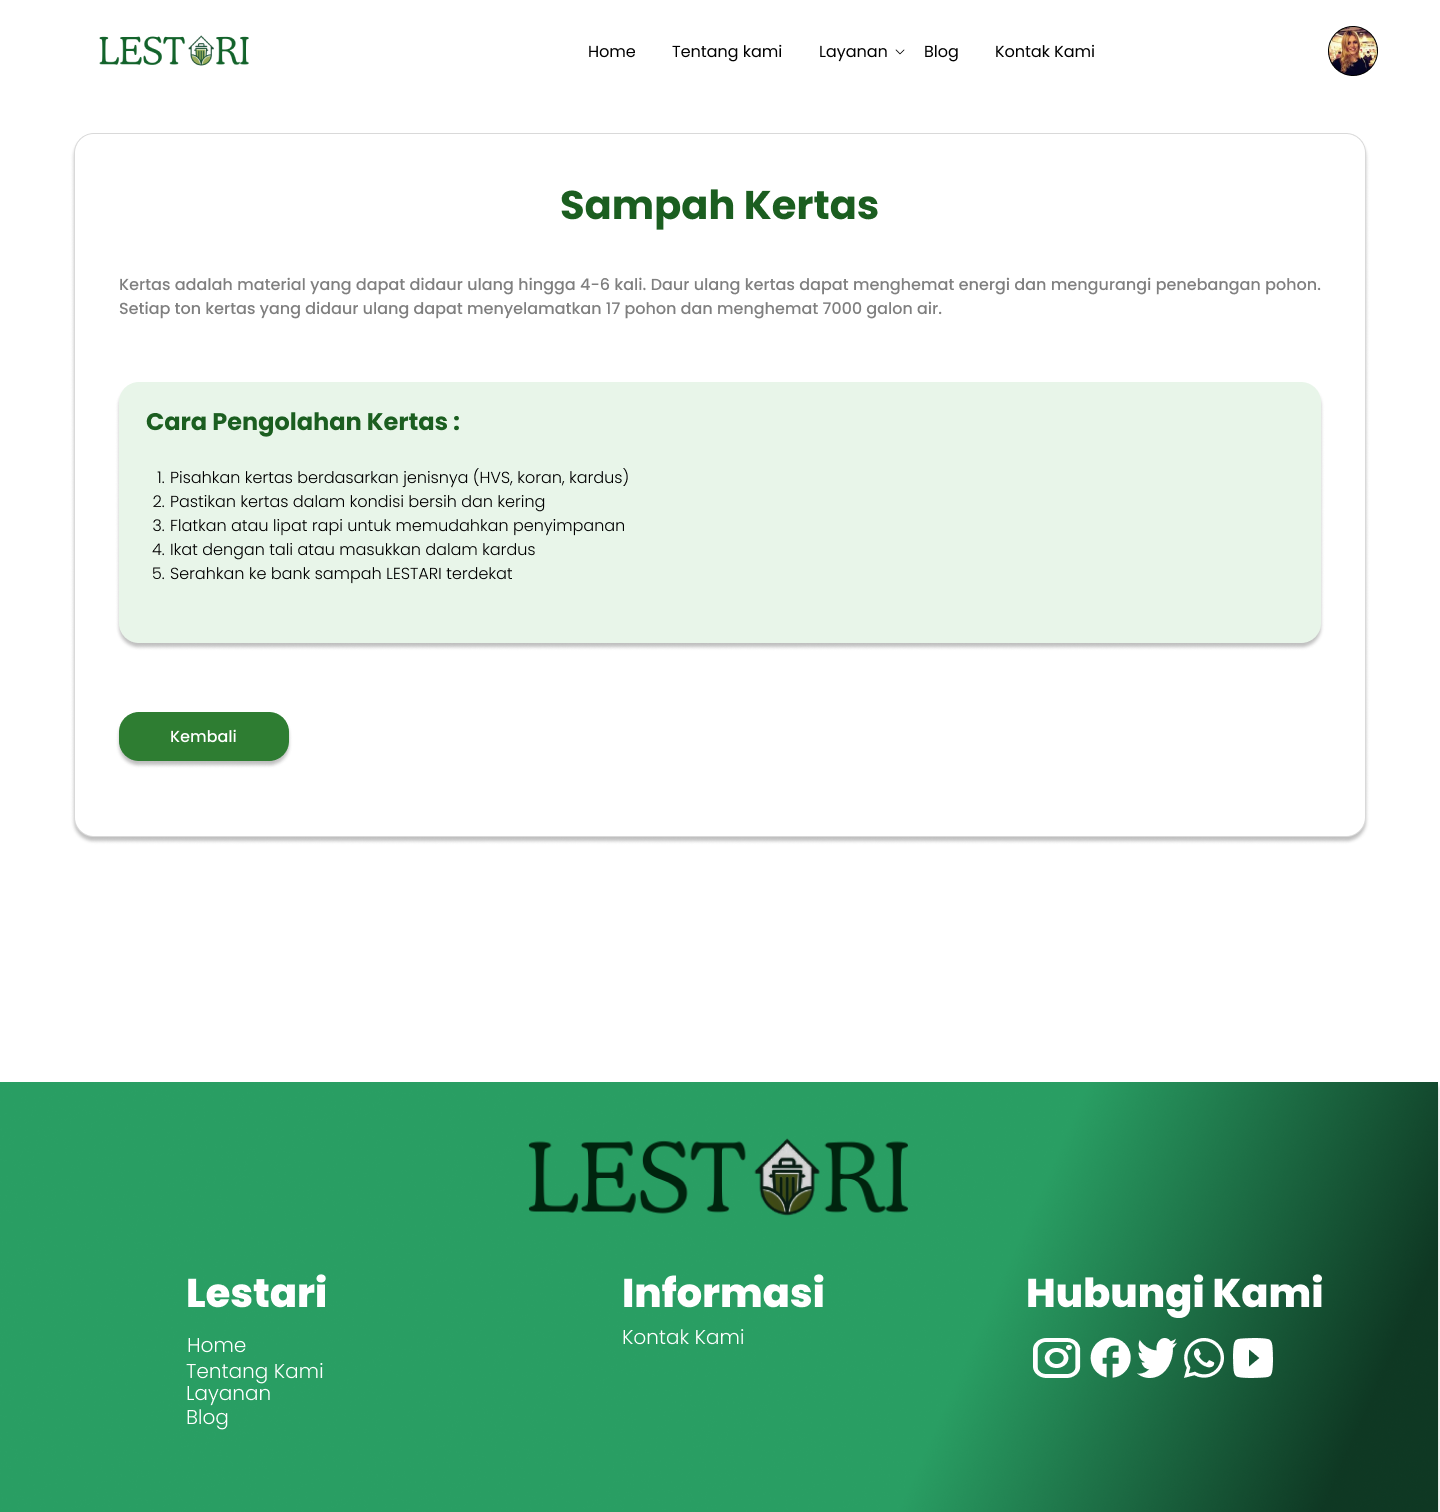 LESTARI
Home Tentang kami Layanan Blog Kontak Kami
Sampah Kertas
Kertas adalah material yang dapat didaur ulang hingga 4-6 kali. Daur ulang kertas dapat menghemat energi dan mengurangi penebangan pohon.
Setiap ton kertas yang didaur ulang dapat menyelamatkan 17 pohon dan menghemat 7000 galon air.
Cara Pengolahan Kertas :
1. Pisahkan kertas berdasarkan jenisnya (HVS, koran, kardus)
2. Pastikan kertas dalam kondisi bersih dan kering
3. Flatkan atau lipat rapi untuk memudahkan penyimpanan
4. Ikat dengan tali atau masukkan dalam kardus
5. Serahkan ke bank sampah LESTARI terdekat
Kembali
LESTARI
Lestari
Home
Tentang Kami
Layanan
Blog
Informasi
Kontak Kami
Hubungi Kami